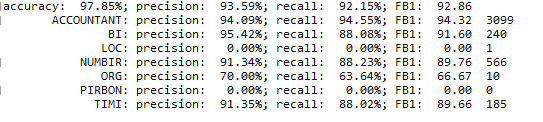 accuracy: 97.85%; precision: 93.59%; recall: 92.15%; FB1: 92.86
ACCOUNTANT: precision: 94.09%; recall: 94.55%; FB1: 94.32 3099
BI: precision: 95.42%; recall: 88.08%; FB1: 91.60 240
LOC: precision: 0.00%; recall: 0.00%; FB1: 0.00 1
NUMBIR: precision: 91.34%; recall: 88.23%; FB1: 89.76 566
ORG: precision: 70.00%; recall: 63.64%; FB1: 66.67 10
PIRBON: precision: 0.00%; recall: 0.00%; FB1: 0.00 0
TIMI: precision: 91.35%; recall: 88.02%; FB1: 89.66 185